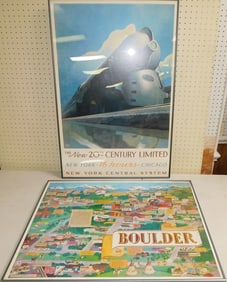 THE New 20th CENTURY LIMITED
NEW YORK - 16 hours - CHICAGO
NEW YORK CENTRAL SYSTEM
BOULDER